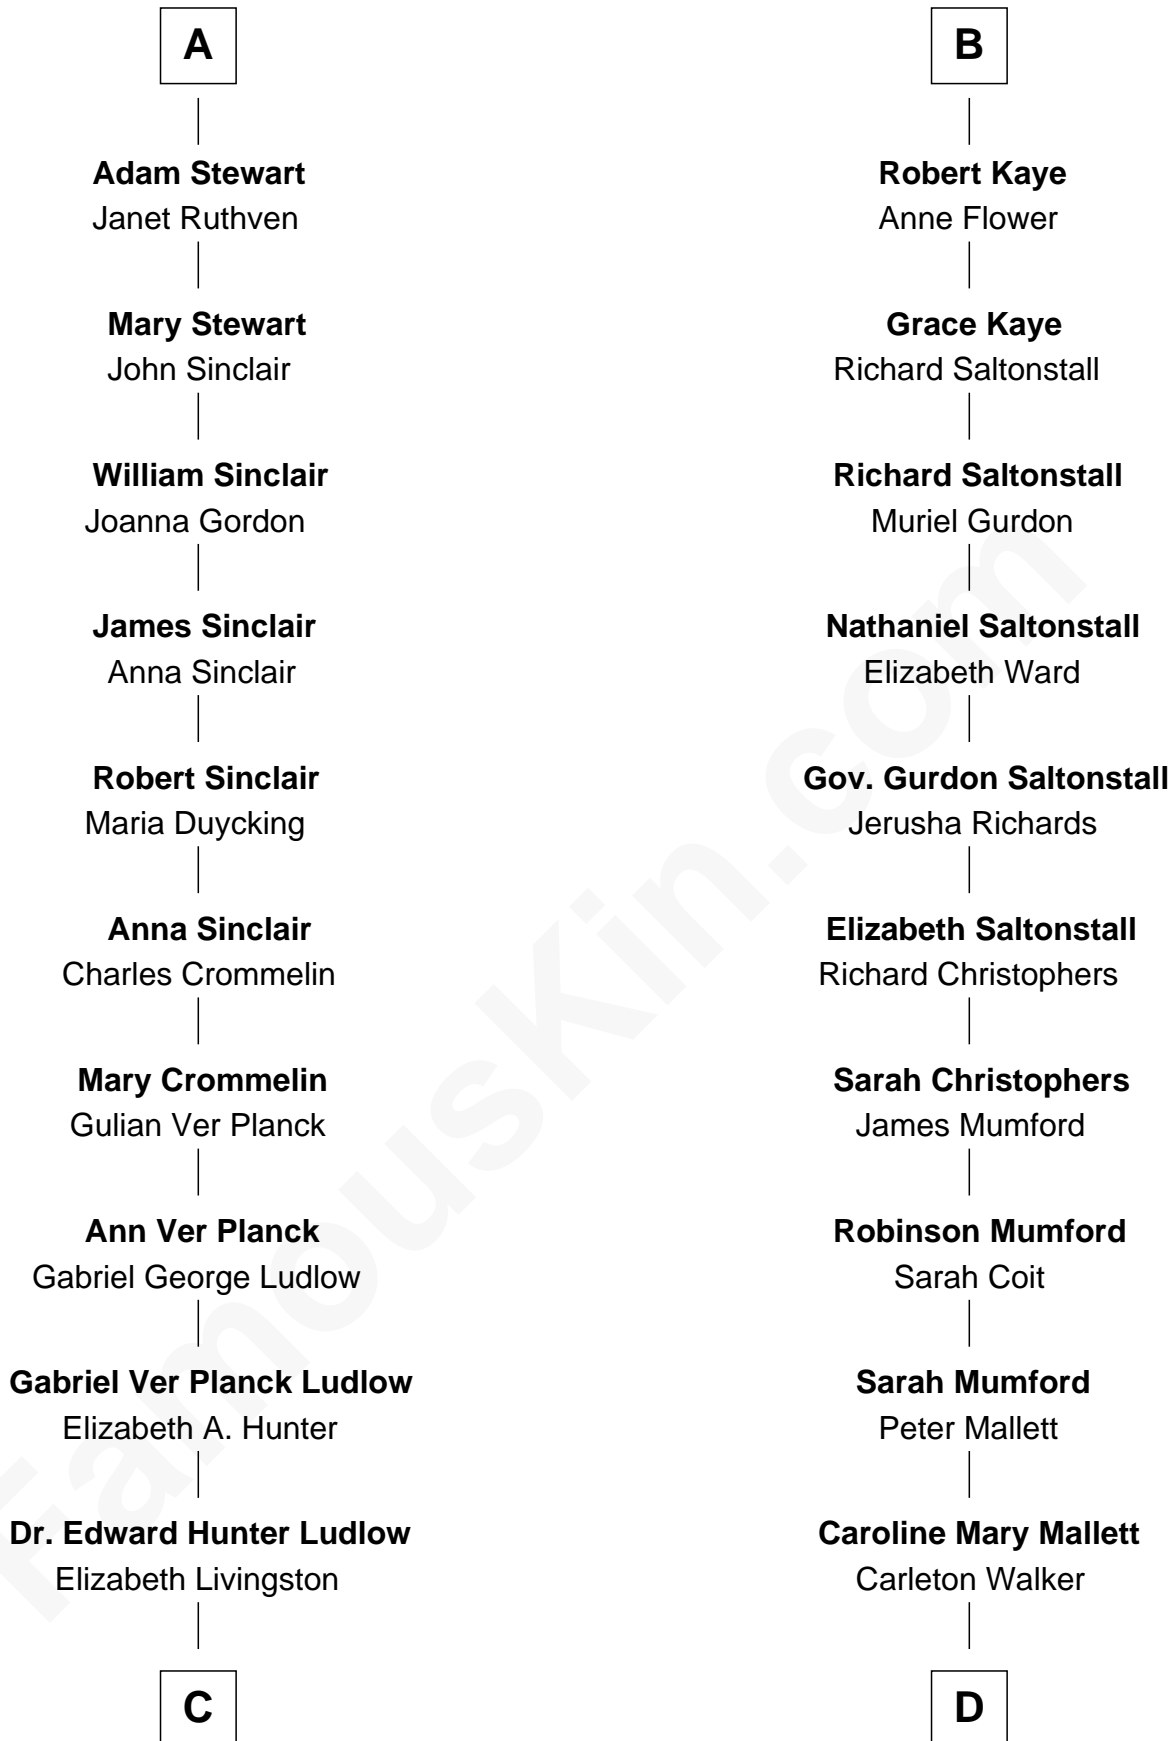 A
Adam Stewart
Janet Ruthven
Mary Stewart
John Sinclair
William Sinclair
Joanna Gordon
James Sinclair
Anna Sinclair
Robert Sinclair
Maria Duycking
Anna Sinclair
Charles Crommelin
Mary Crommelin
Gulian Ver Planck
Ann Ver Planck
Gabriel George Ludlow
Gabriel Ver Planck Ludlow
Elizabeth A. Hunter
Dr. Edward Hunter Ludlow
Elizabeth Livingston
C
B
Robert Kaye
Anne Flower
Grace Kaye
Richard Saltonstall
Richard Saltonstall
Muriel Gurdon
Nathaniel Saltonstall
Elizabeth Ward
Gov. Gurdon Saltonstall
Jerusha Richards
Elizabeth Saltonstall
Richard Christophers
Sarah Christophers
James Mumford
Robinson Mumford
Sarah Coit
Sarah Mumford
Peter Mallett
Caroline Mary Mallett
Carleton Walker
D
FamousKin.com